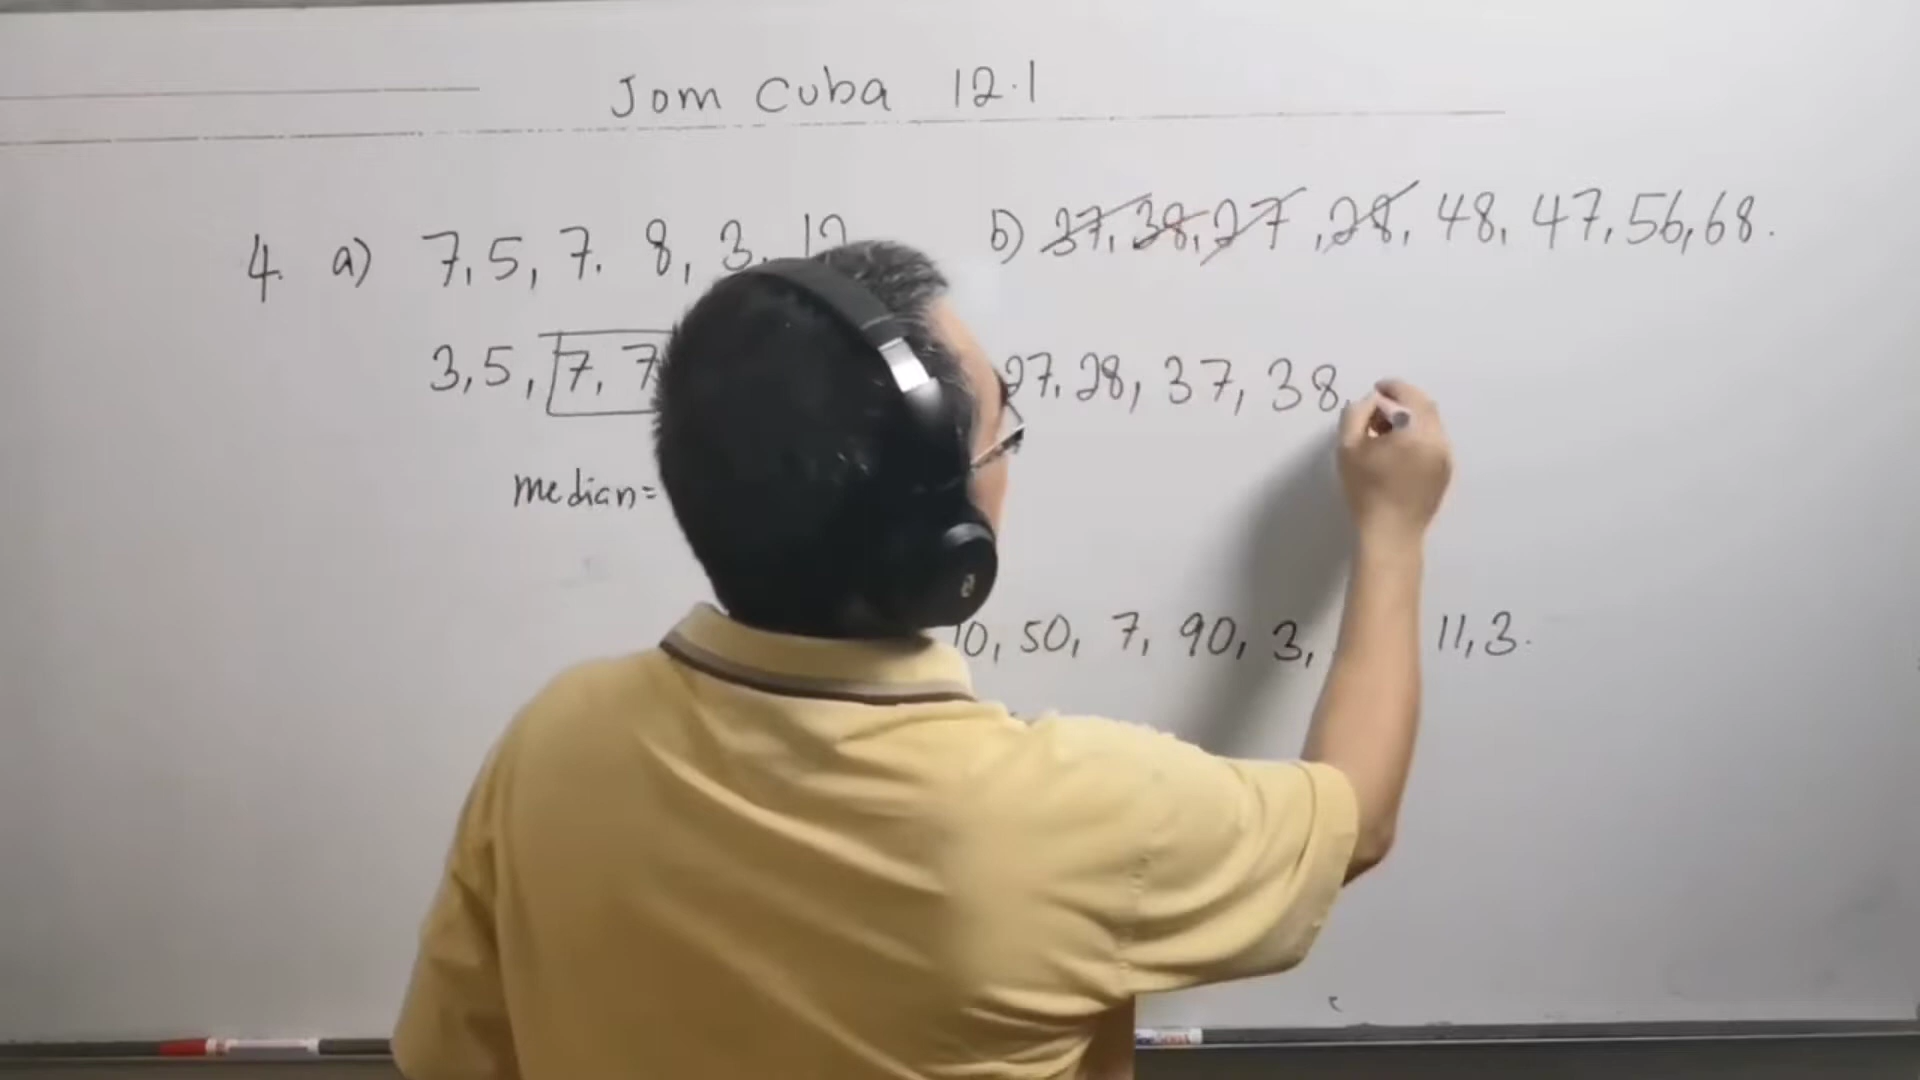 Jom Cuba 12.1
4. a) 7, 5, 7. 8, 3, 12
b) 37, 38, 27, 28, 48, 47, 56, 68.
3, 5, 7, 7
27, 28, 37, 38,
median=
10, 50, 7, 90, 3,
11, 3.